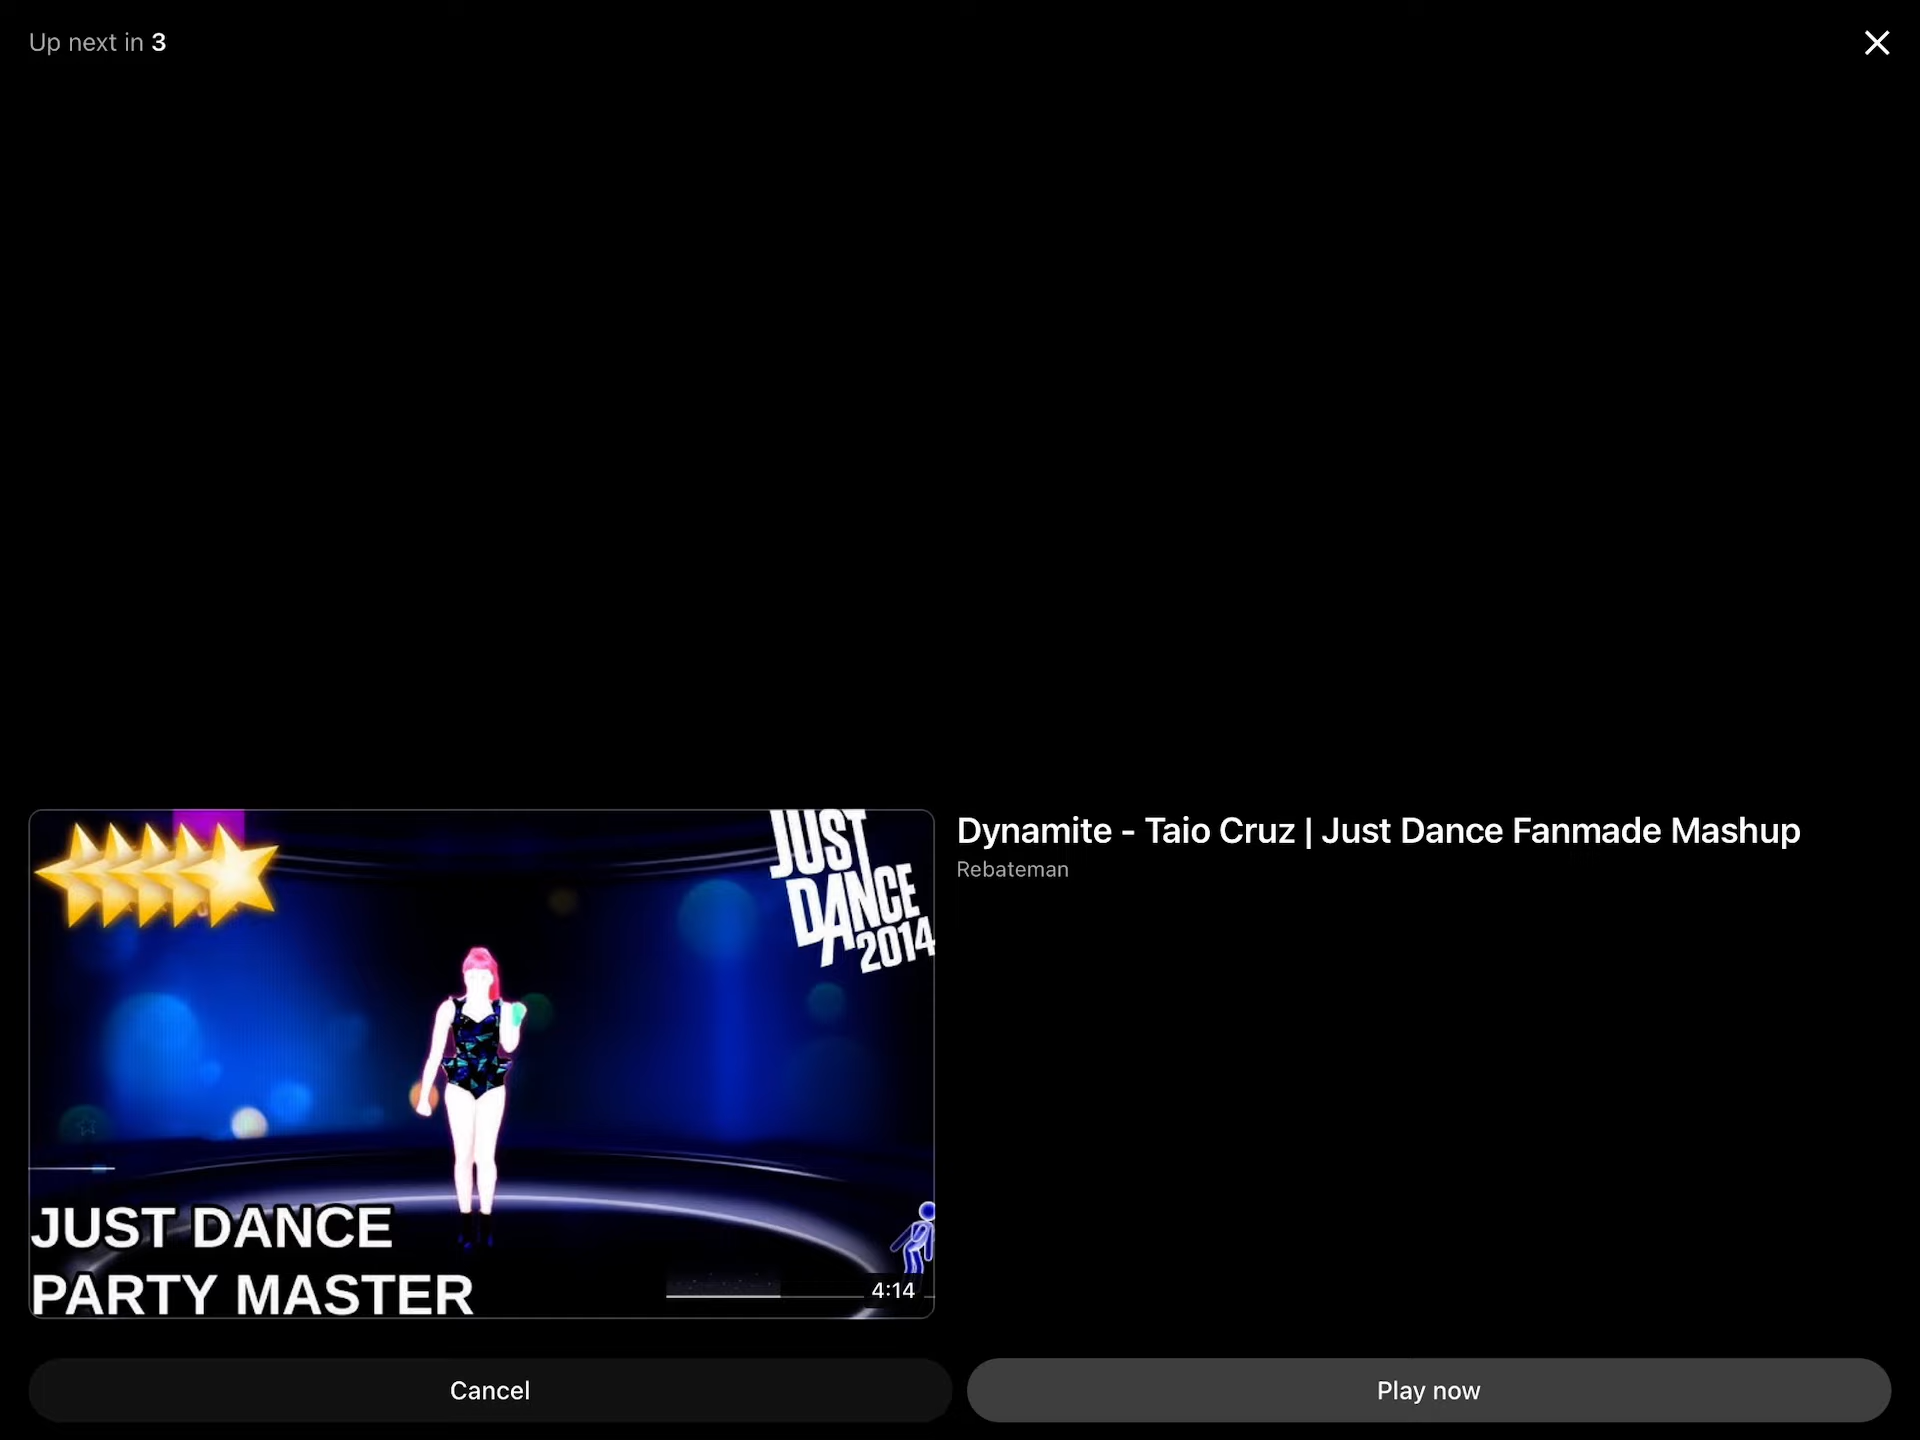 Up next in 3
JUST
DANCE
2014
JUST DANCE
PARTY MASTER
4:14
Dynamite - Taio Cruz | Just Dance Fanmade Mashup
Rebateman
Cancel
Play now